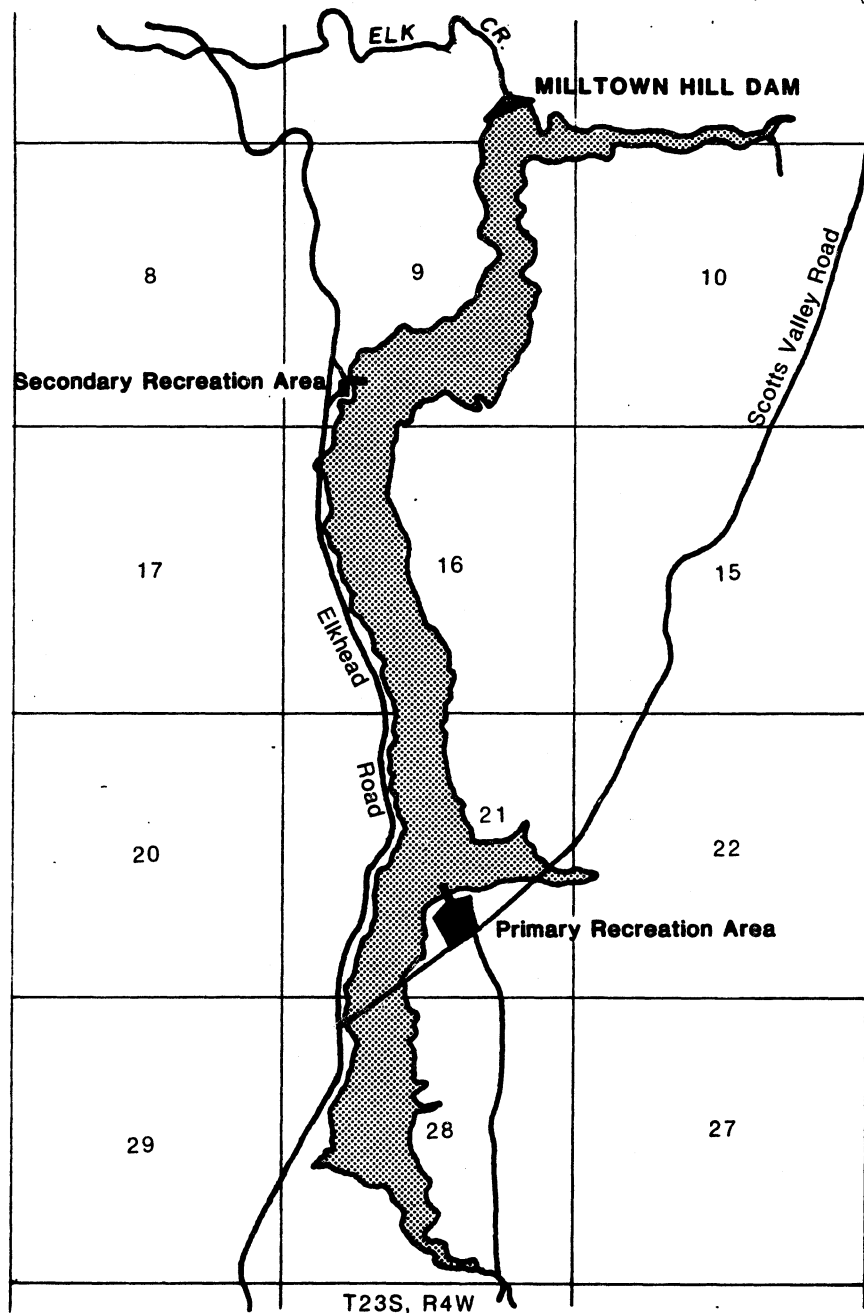 ELK
CR.
MILLTOWN HILL DAM
8
9
10
Scotts Valley Road
Secondary Recreation Area
17
16
15
Elkhead
Road
21
20
22
Primary Recreation Area
29
28
27
T23S, R4W